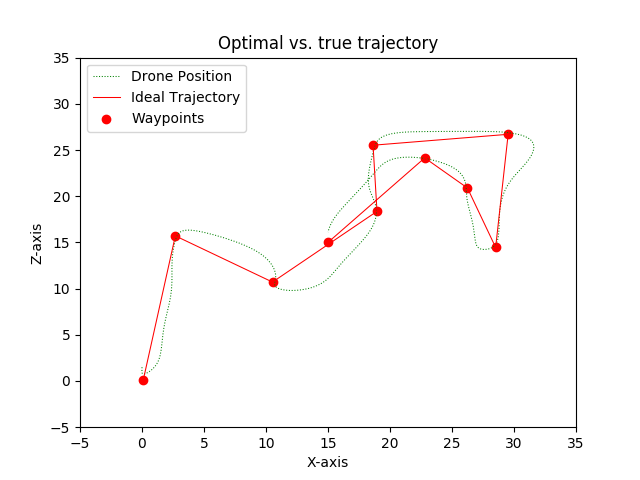 Optimal vs. true trajectory
Drone Position
Ideal Trajectory
Waypoints
35
30
25
20
15
10
5
0
−5
Z-axis
−5 0 5 10 15 20 25 30 35
X-axis